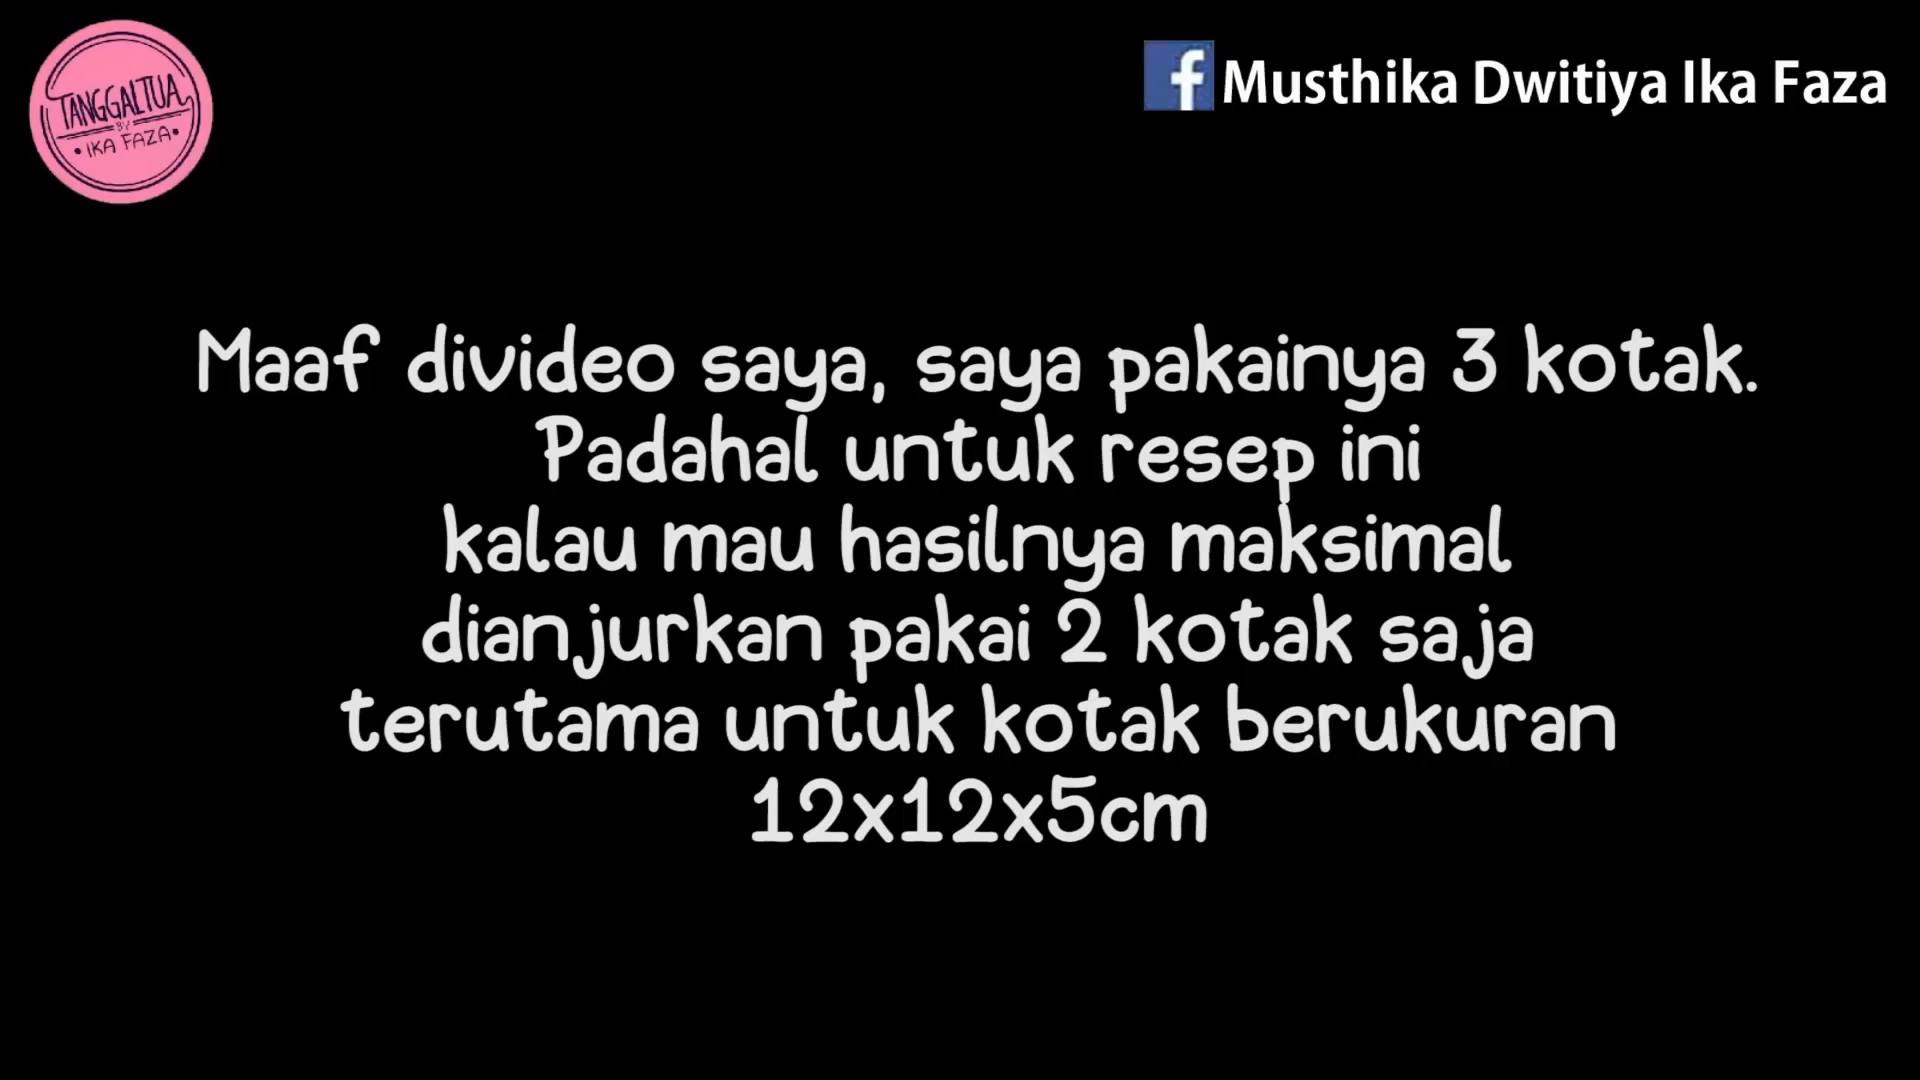 TANGGALTUA
BY
• IKA FAZA •
f Musthika Dwitiya Ika Faza
Maaf divideo saya, saya pakainya 3 kotak.
Padahal untuk resep ini
kalau mau hasilnya maksimal
dianjurkan pakai 2 kotak saja
terutama untuk kotak berukuran
12x12x5cm